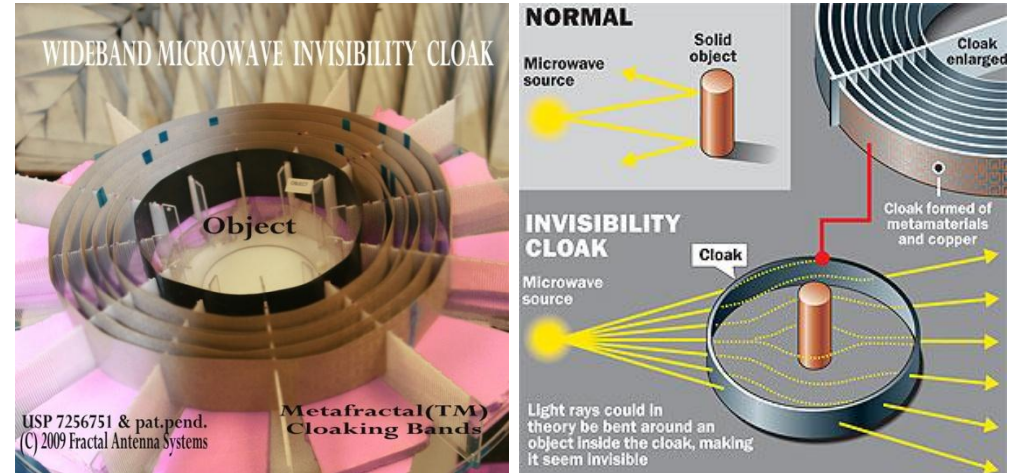 WIDEBAND MICROWAVE INVISIBILITY CLOAK
OBJECT
Object
USP 7256751 & pat.pend.
(C) 2009 Fractal Antenna Systems
Metafractal(TM)
Cloaking Bands
NORMAL
Microwave
source
Solid
object
Cloak
enlarged
Cloak formed of
metamaterials
and copper
INVISIBILITY
CLOAK
Cloak
Microwave
source
Light rays could in
theory be bent around an
object inside the cloak, making
it seem invisible